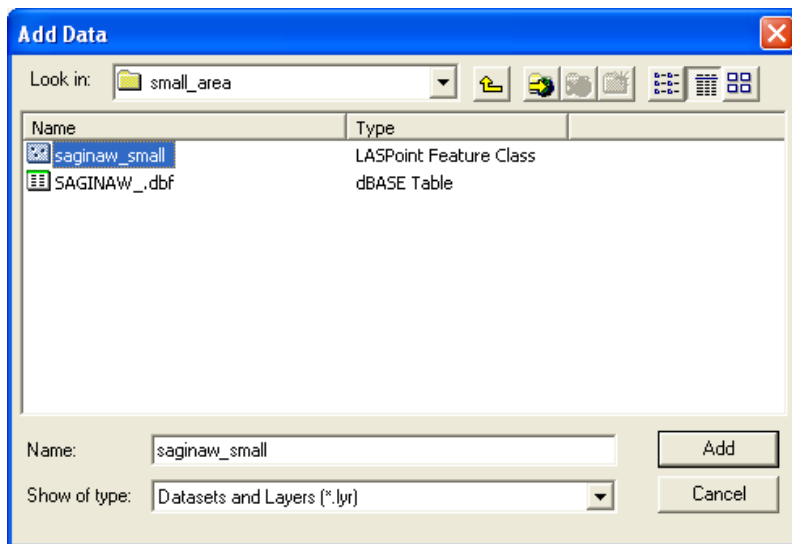 Add Data
Look in: small_area
Name Type
saginaw_small LASPoint Feature Class
SAGINAW_.dbf dBASE Table
Name: saginaw_small Add
Show of type: Datasets and Layers (*.lyr) Cancel